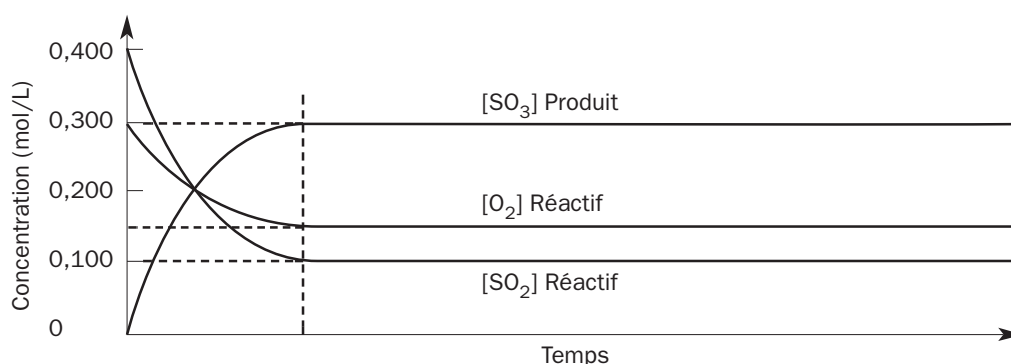 Concentration (mol/L)
0,400
0,300
0,200
0,100
0
[SO₃] Produit
[O₂] Réactif
[SO₂] Réactif
Temps